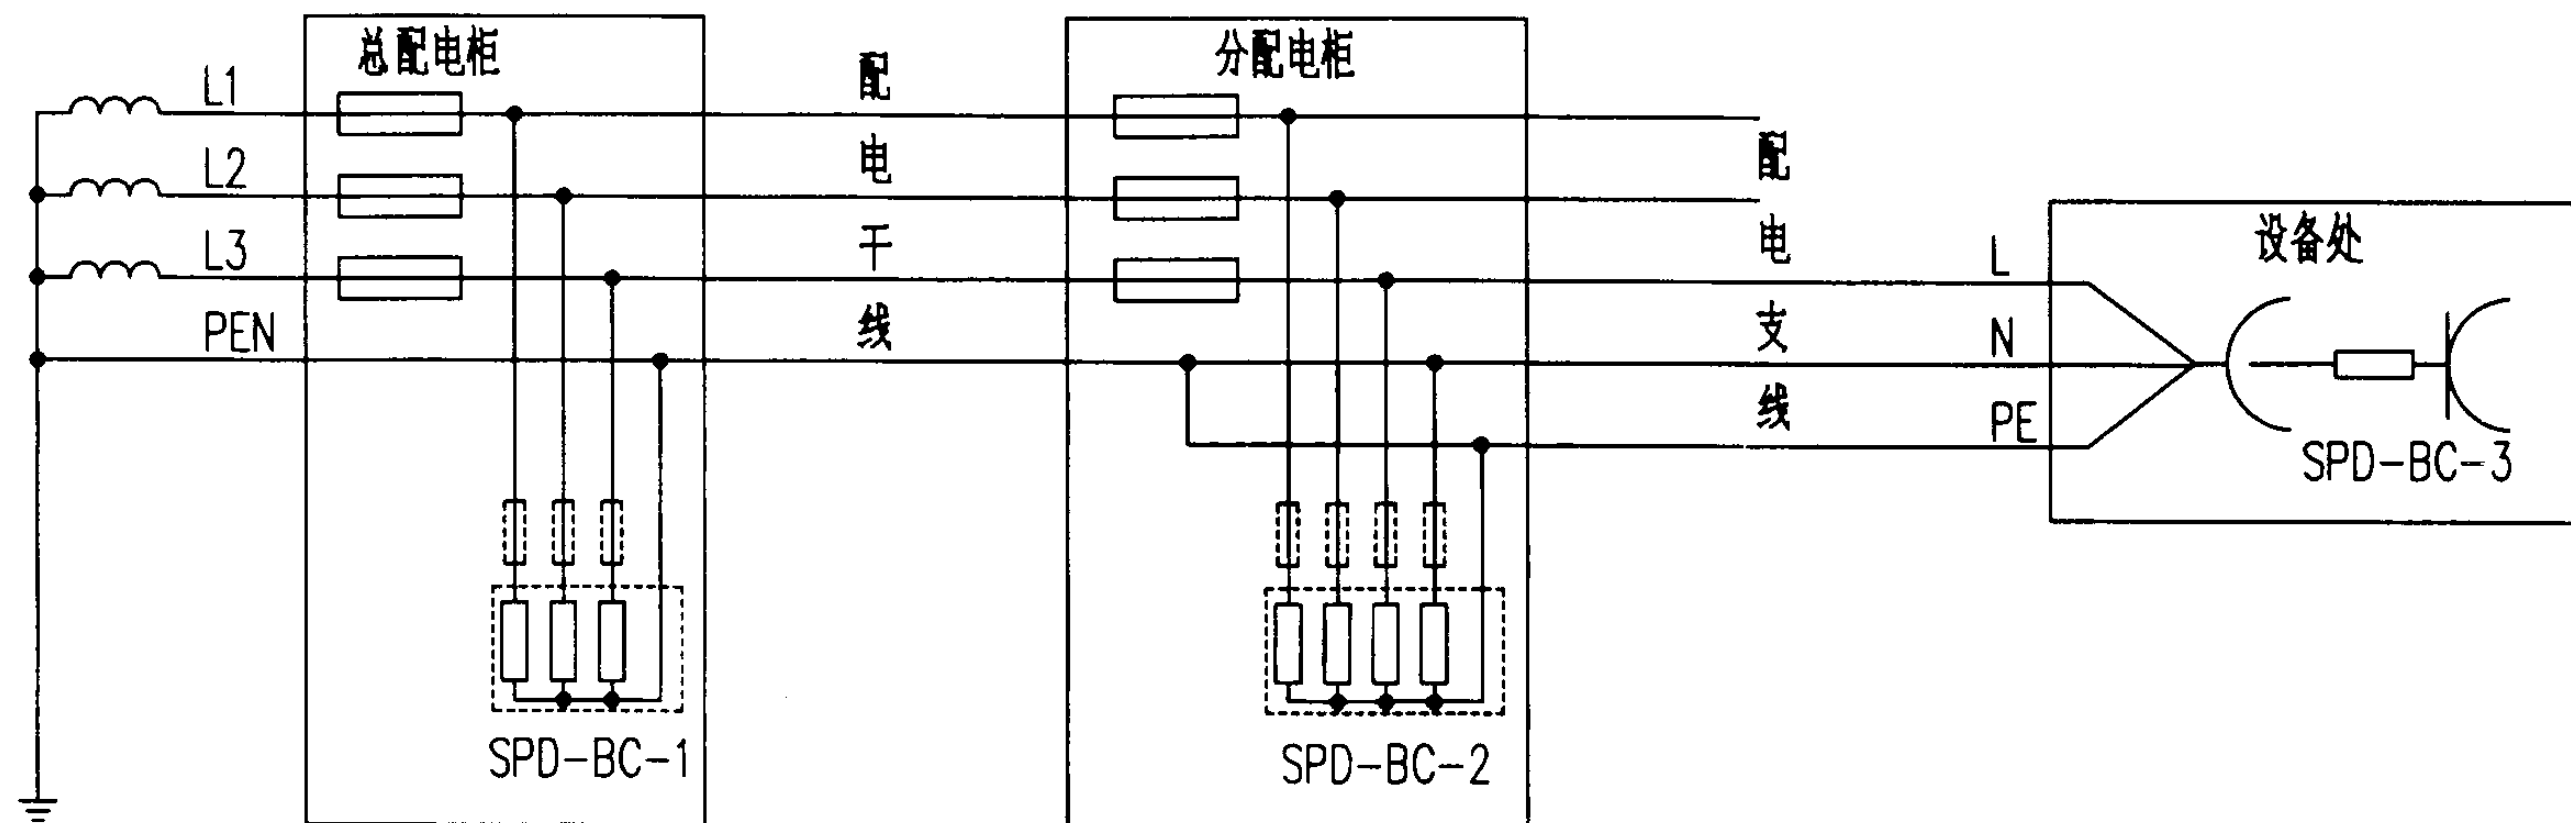 总配电柜
L1
L2
L3
PEN
SPD-BC-1
配电干线
分配电柜
SPD-BC-2
配电支线
L
N
PE
设备处
SPD-BC-3